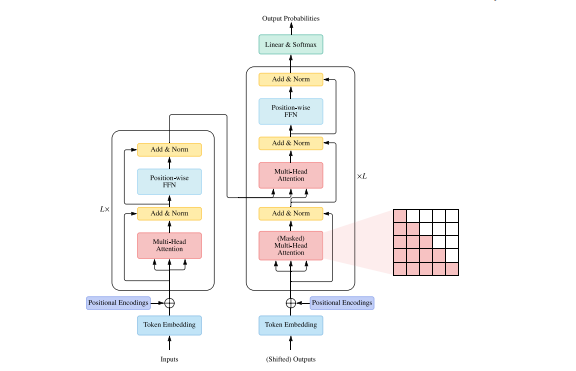 Output Probabilities
Linear & Softmax
Add & Norm
Position-wise
FFN
Add & Norm
Multi-Head
Attention
×L
Add & Norm
(Masked)
Multi-Head
Attention
Positional Encodings
Token Embedding
(Shifted) Outputs
Add & Norm
Position-wise
FFN
L×
Add & Norm
Multi-Head
Attention
Positional Encodings
Token Embedding
Inputs